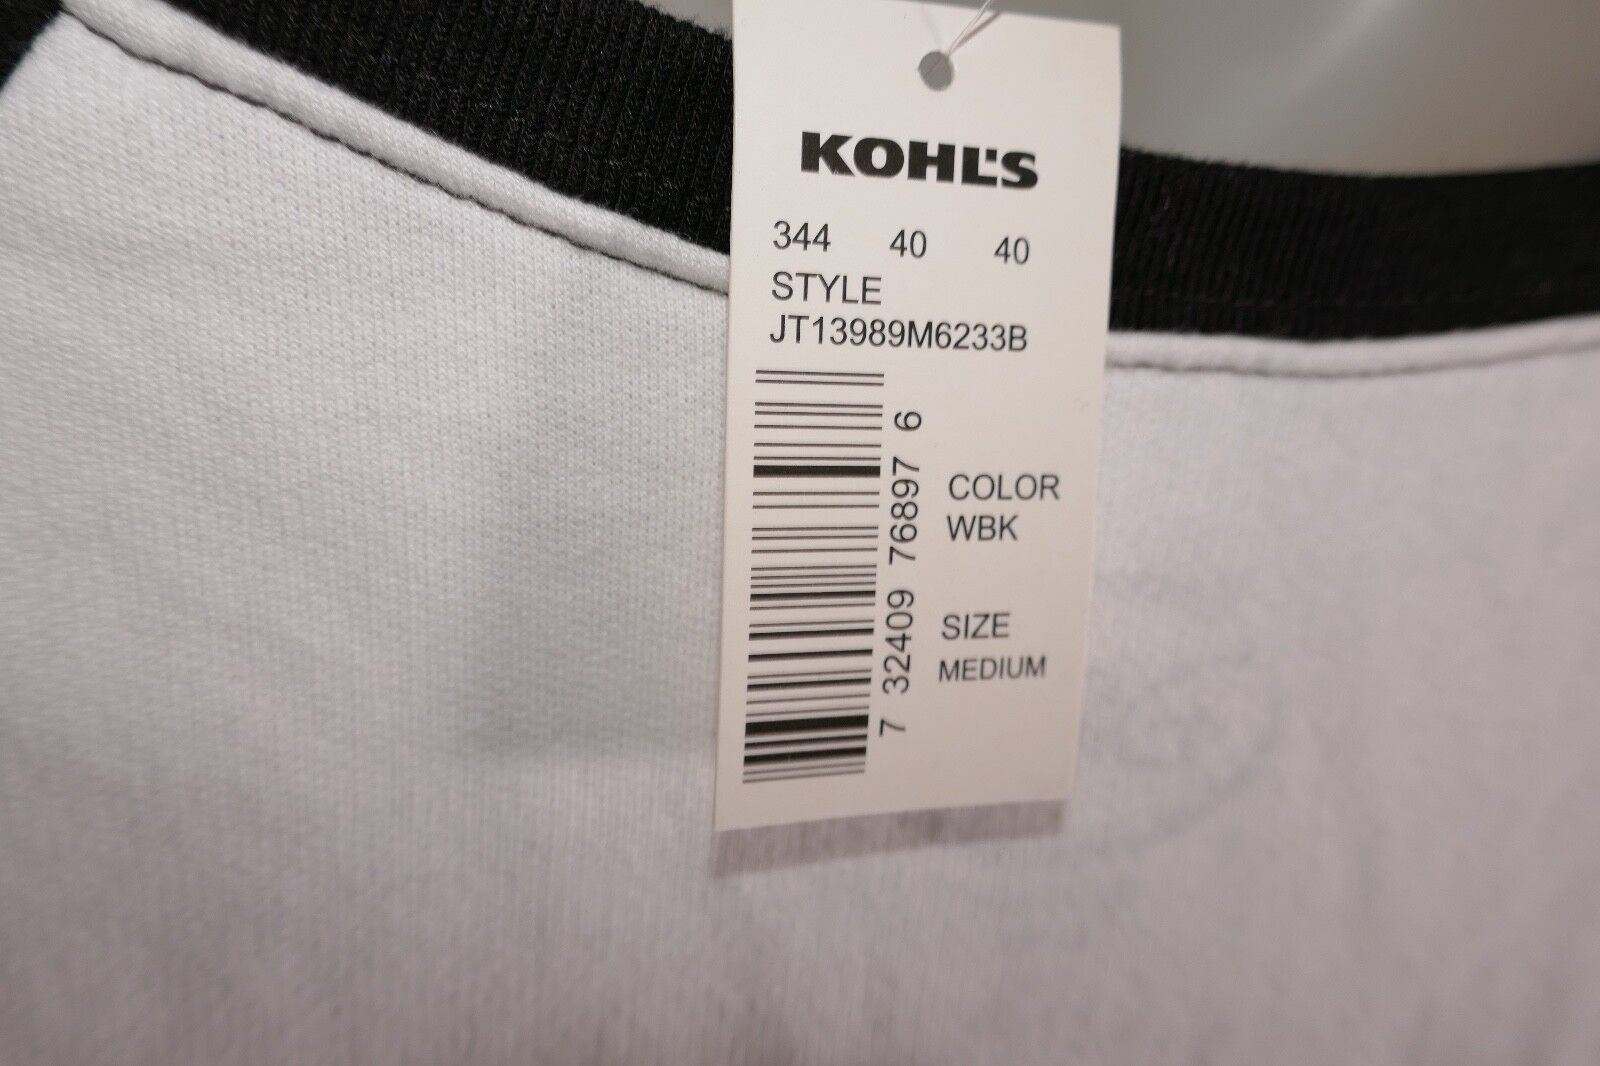 KOHL'S
344 40 40
STYLE
JT13989M6233B
7 32409 76897 6
COLOR
WBK
SIZE
MEDIUM